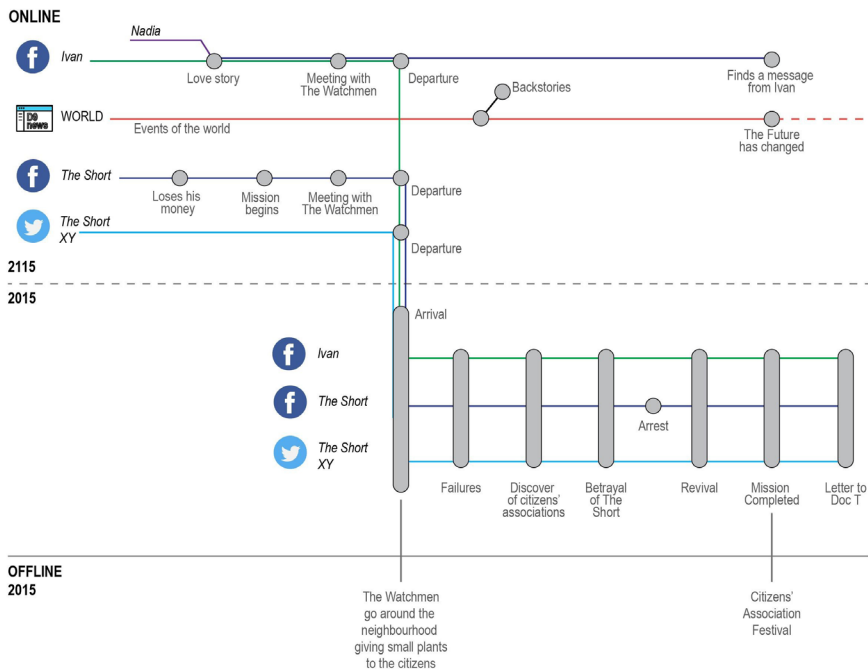 ONLINE
Nadia
Ivan
Love story
Meeting with
The Watchmen
Departure
Finds a message
from Ivan
Backstories
D9
news
WORLD
Events of the world
The Future
has changed
The Short
Loses his
money
Mission
begins
Meeting with
The Watchmen
Departure
The Short
XY
Departure
2115
2015
Arrival
Ivan
The Short
Arrest
The Short
XY
Failures
Discover
of citizens’
associations
Betrayal
of The
Short
Revival
Mission
Completed
Letter to
Doc T
OFFLINE
2015
The Watchmen
go around the
neighbourhood
giving small plants
to the citizens
Citizens’
Association
Festival